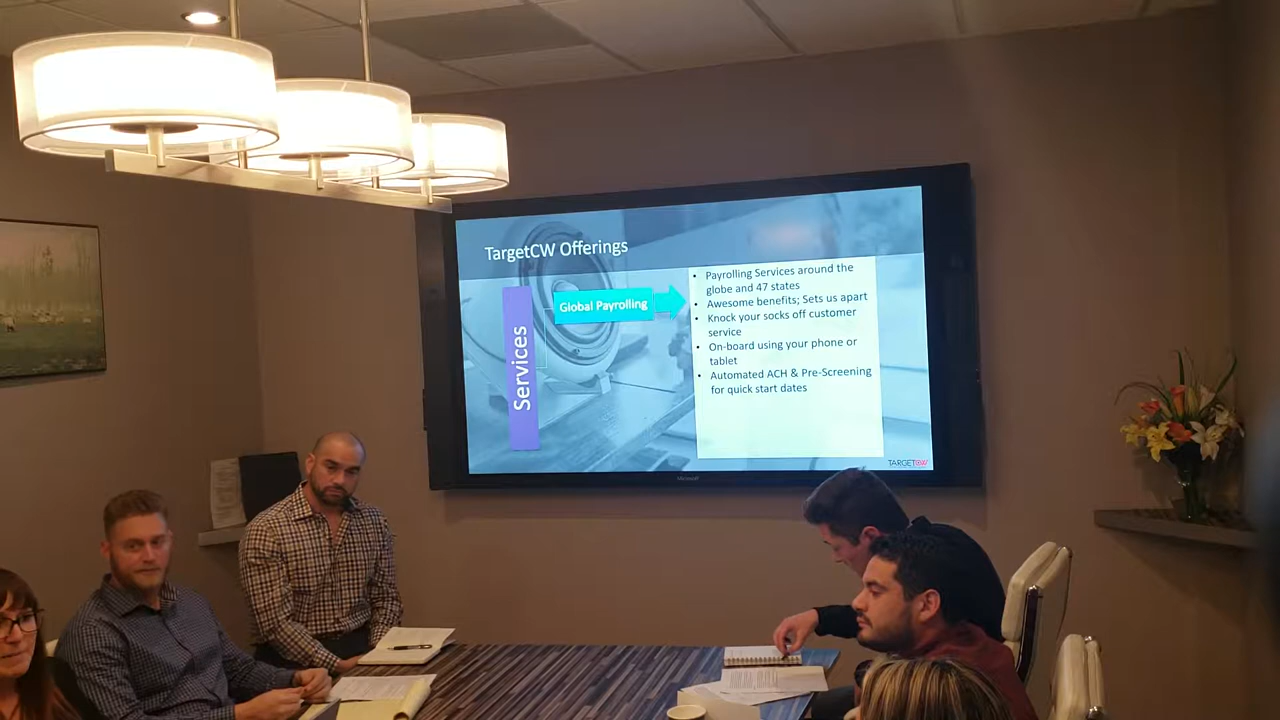 TargetCW Offerings
Services
Global Payrolling
• Payrolling Services around the
globe and 47 states
• Awesome benefits; Sets us apart
• Knock your socks off customer
service
• On-board using your phone or
tablet
• Automated ACH & Pre-Screening
for quick start dates
TARGETCW
Microsoft